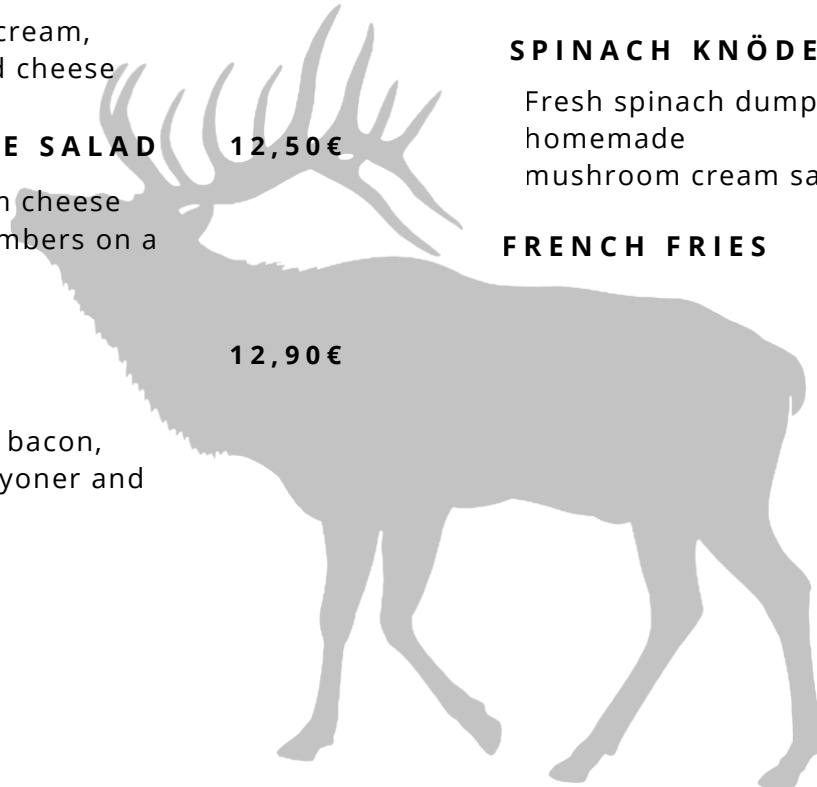 cream,
d cheese
E SALAD 12,50€
n cheese
mbers on a
12,90€
bacon,
yoner and
SPINACH KNÖDE
Fresh spinach dump
homemade
mushroom cream sa
FRENCH FRIES